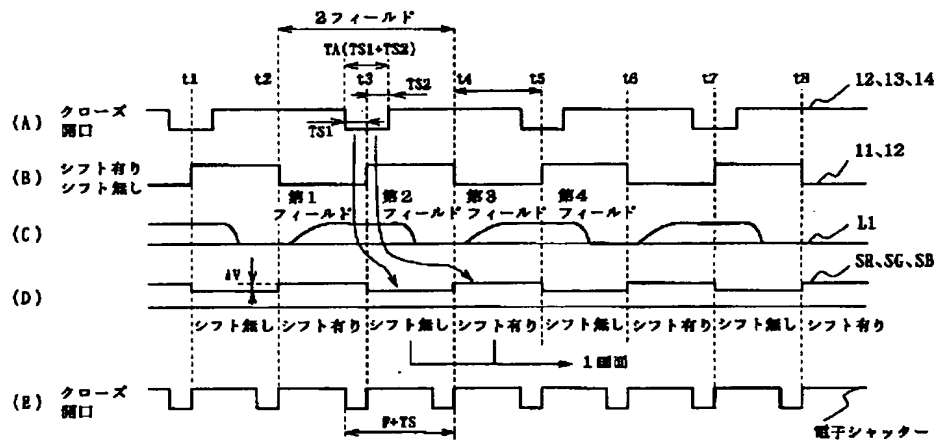 2フィールド
TA(TS1+TS2)
t1 t2 t3 t4 t5 t6 t7 t8
TS2
12、13、14
(A) クローズ
開口
TS1
11、12
(B) シフト有り
シフト無し
第1 第2 第3 第4
フィールド フィールド フィールド フィールド
(C) L1
SR、SG、SB
ΔV
(D)
シフト無し シフト有り シフト無し シフト有り シフト無し シフト有り シフト無し シフト有り
1画面
(E) クローズ
開口
F+TS
電子シャッター